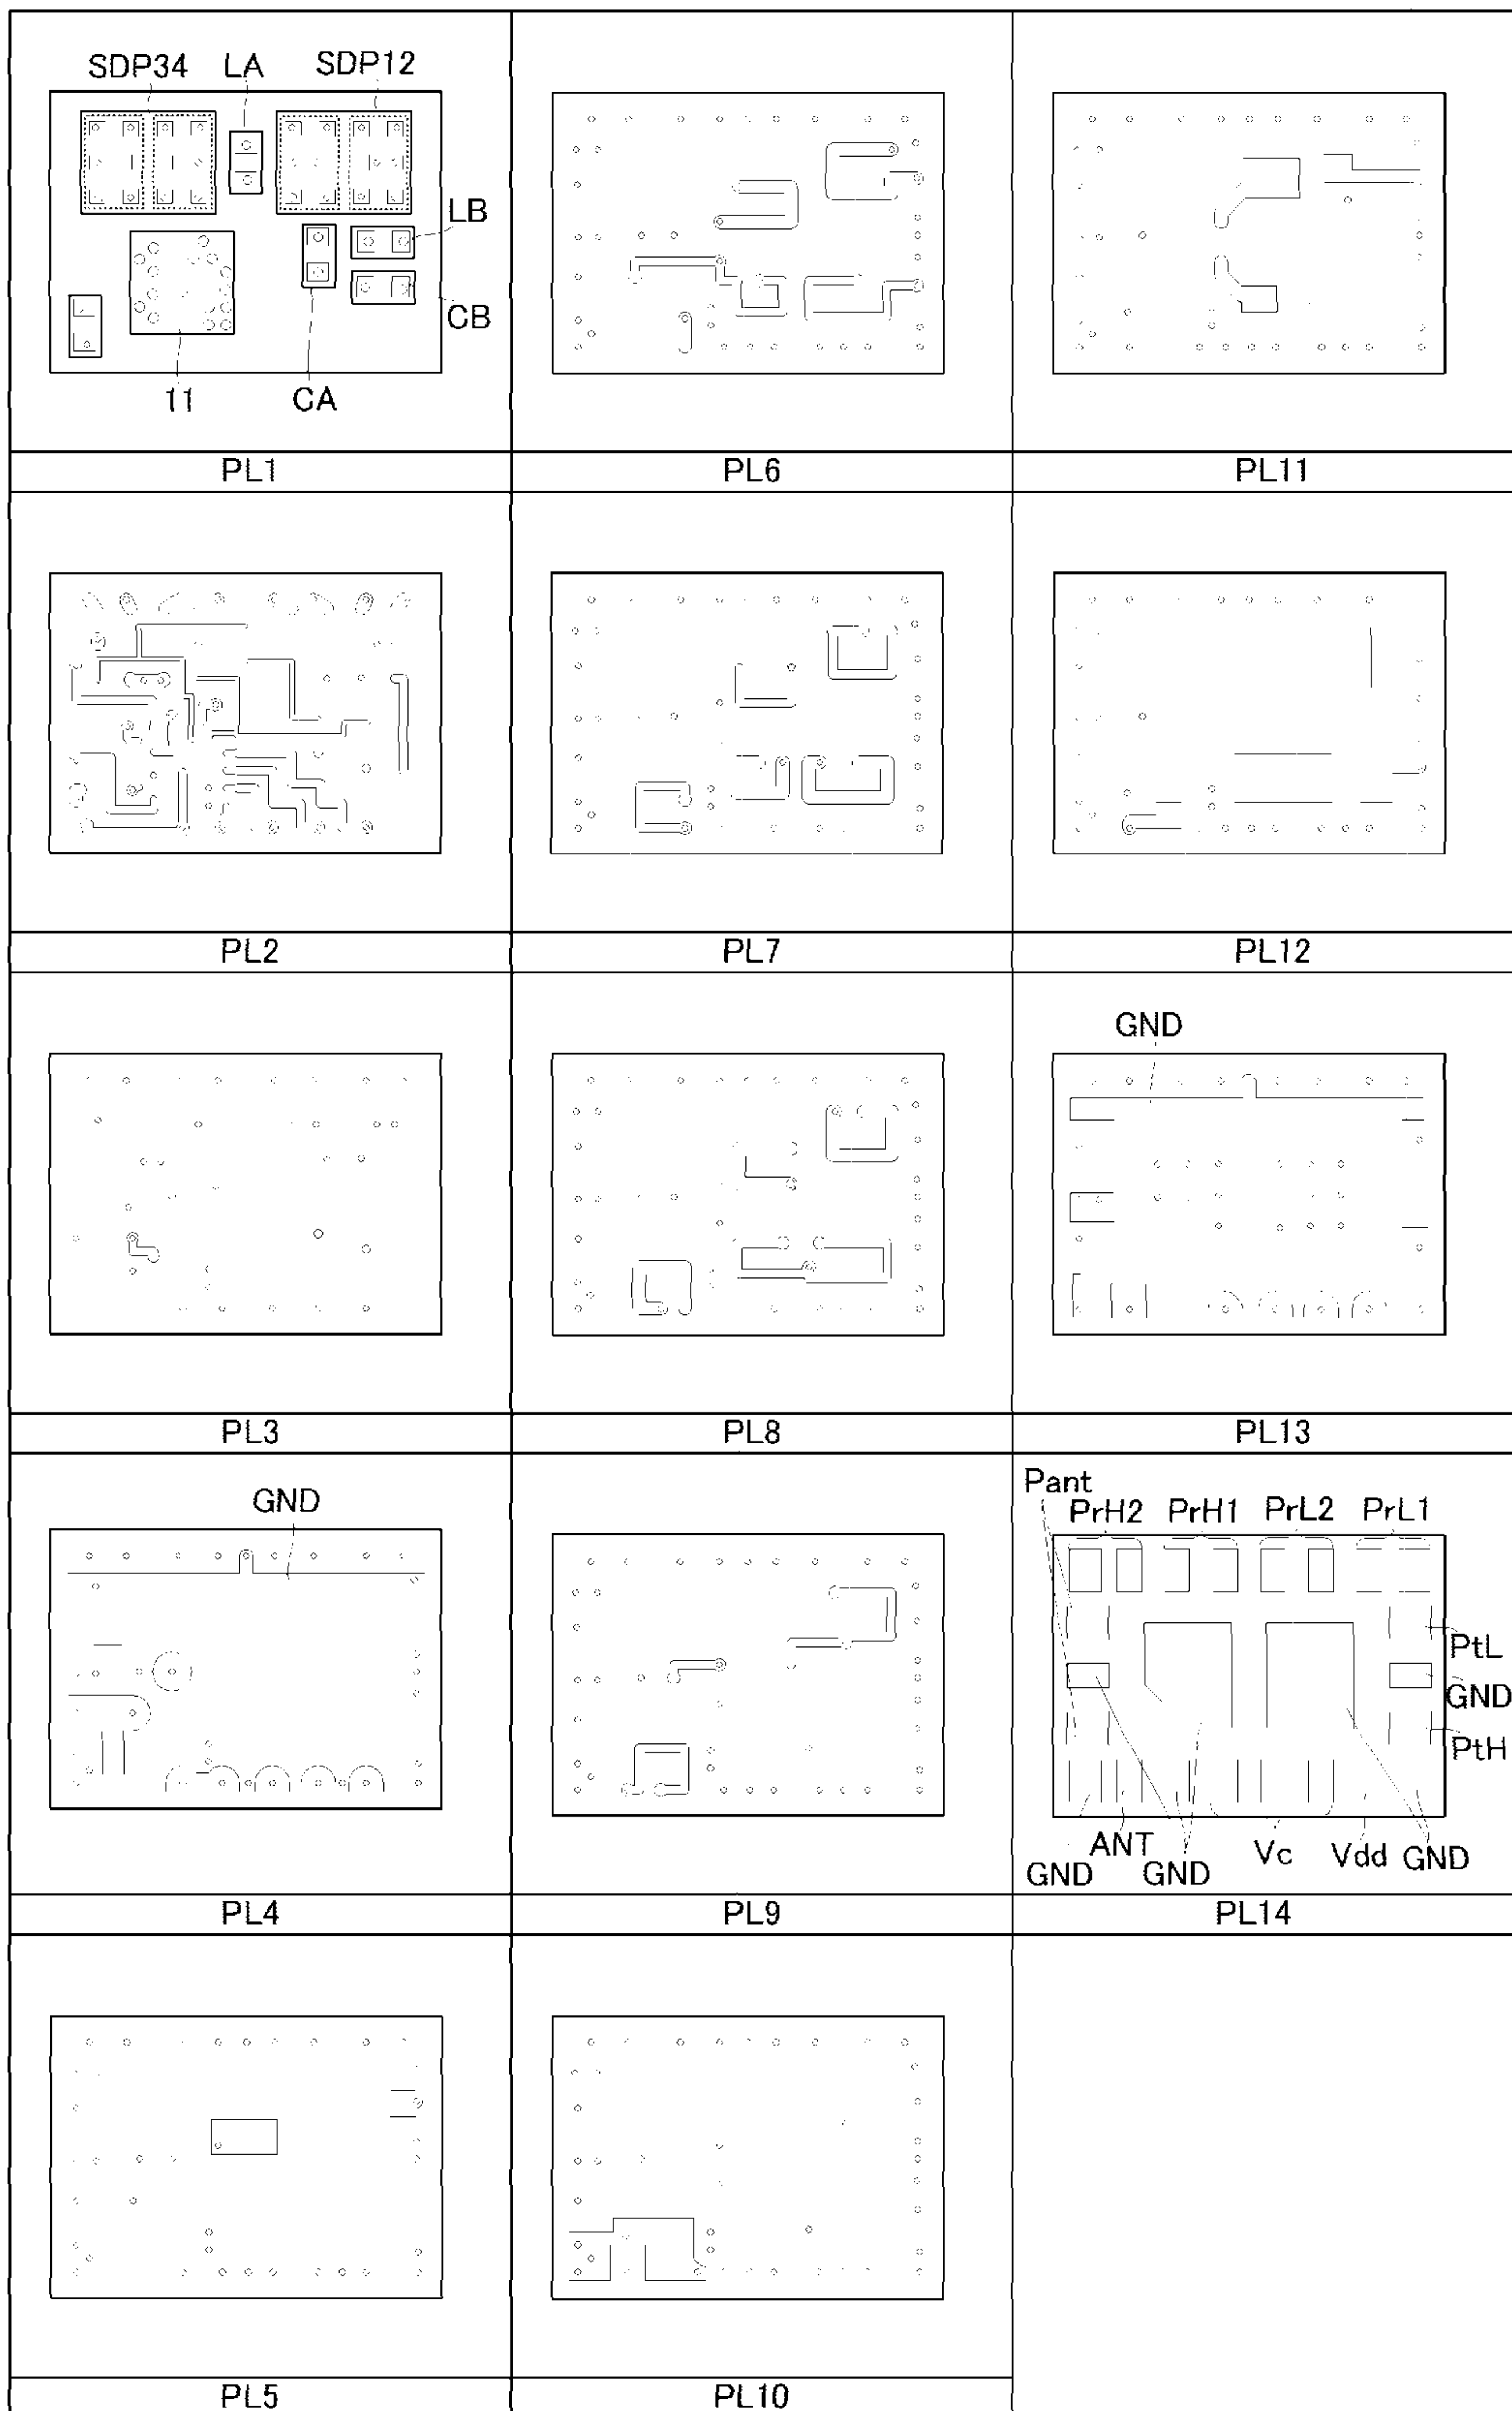 SDP34 LA SDP12
LB
CB
11 CA
PL1 PL6 PL11
PL2 PL7 PL12
GND
PL3 PL8 PL13
GND
Pant
PrH2 PrH1 PrL2 PrL1
PtL
GND
PtH
ANT Vc Vdd GND
GND GND
PL4 PL9 PL14
PL5 PL10